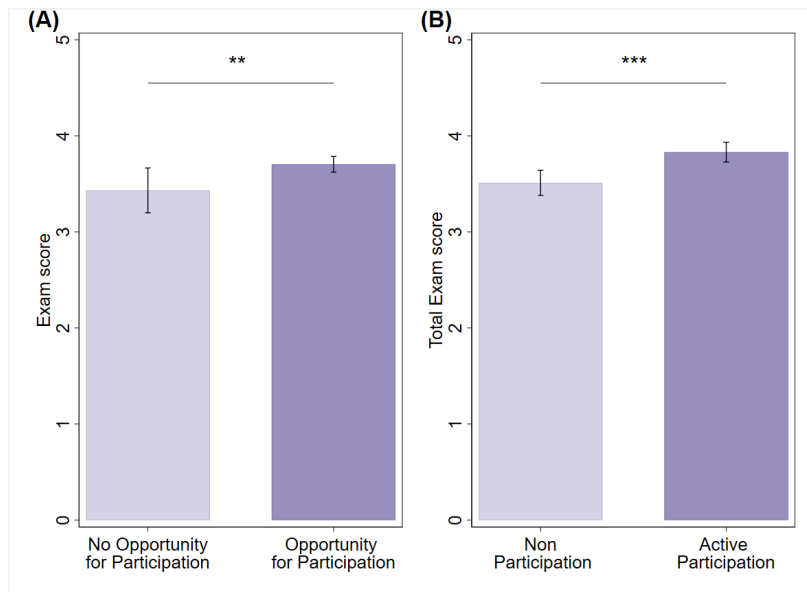 (A)
**
Exam score
5
4
3
2
1
0
No Opportunity
for Participation
Opportunity
for Participation
(B)
***
Total Exam score
5
4
3
2
1
0
Non
Participation
Active
Participation